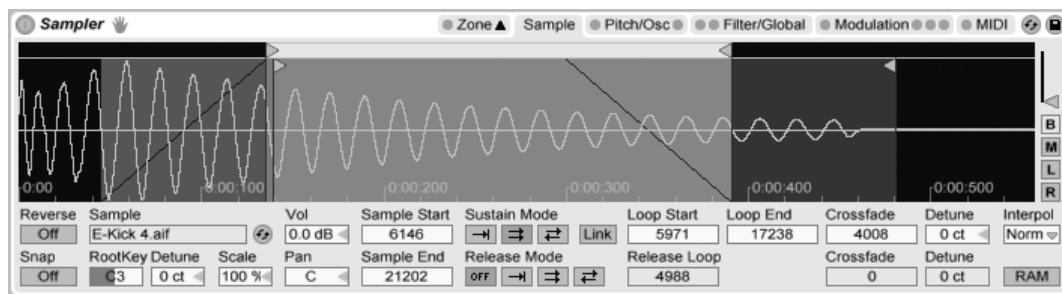 Sampler Zone Sample Pitch/Osc Filter/Global Modulation MIDI
B
M
L
R
0:00 0:00:100 0:00:200 0:00:300 0:00:400 0:00:500
Reverse Sample Vol Sample Start Sustain Mode Loop Start Loop End Crossfade Detune Interpol
Off E-Kick 4.aif 0.0 dB 6146 Link 5971 17238 4008 0 ct Norm
Snap RootKey Detune Scale Pan Sample End Release Mode Release Loop Crossfade Detune
Off C3 0 ct 100 % C 21202 OFF 4988 0 0 ct RAM